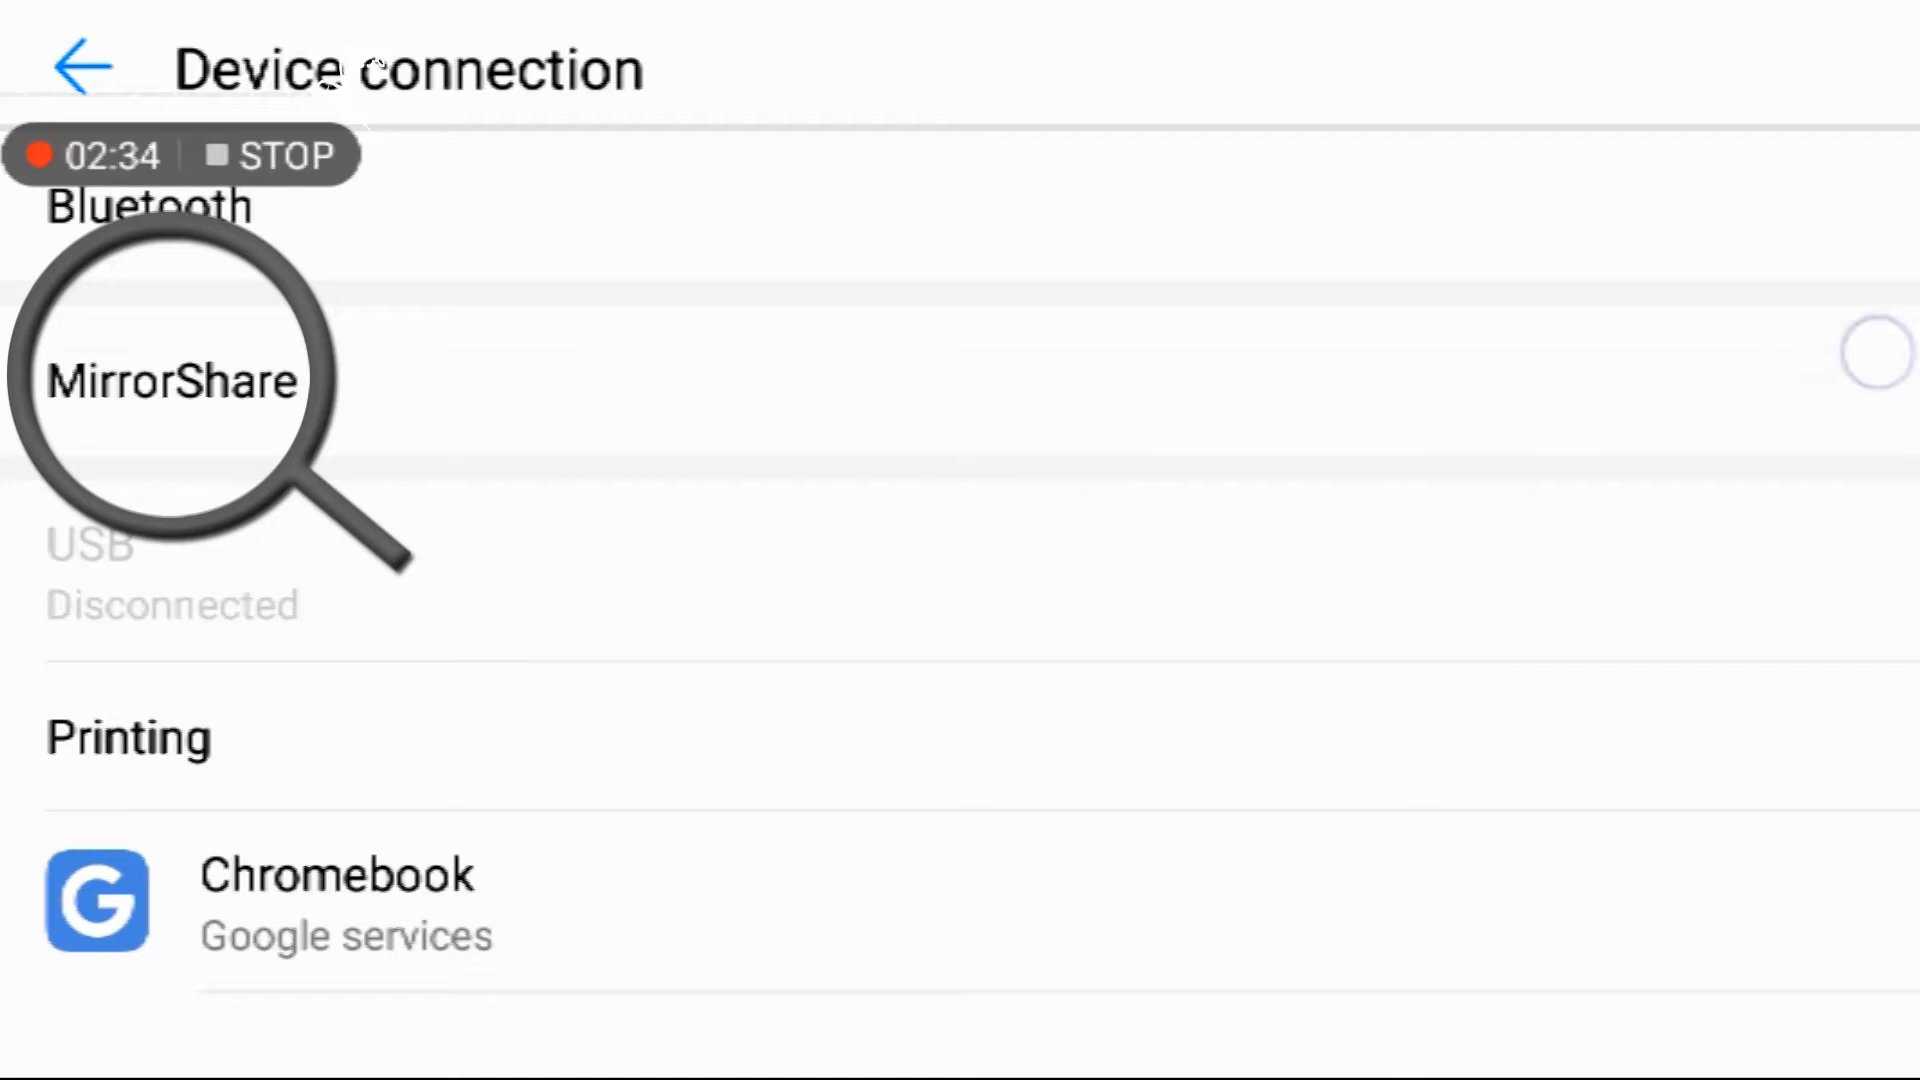 Device connection
02:34 STOP
Bluetooth
MirrorShare
USB
Disconnected
Printing
G
Chromebook
Google services